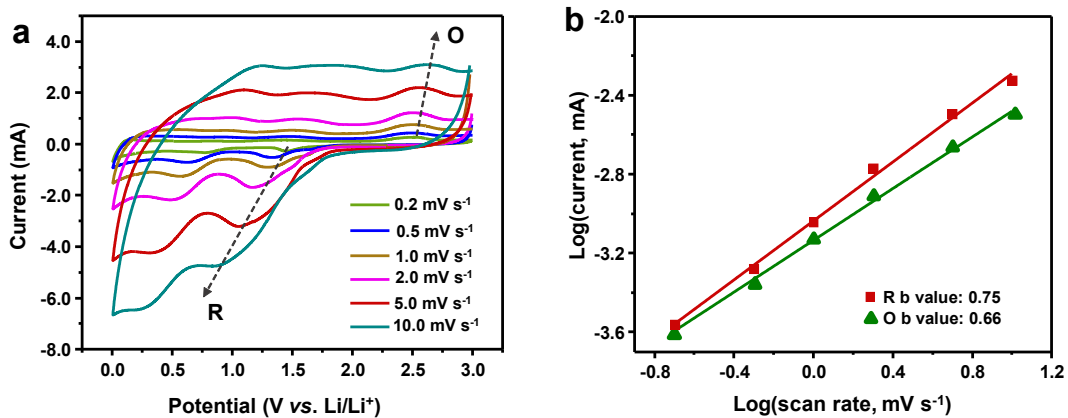 a
O
4.0
2.0
0.0
-2.0
-4.0
-6.0
-8.0
Current (mA)
R
0.2 mV s⁻¹
0.5 mV s⁻¹
1.0 mV s⁻¹
2.0 mV s⁻¹
5.0 mV s⁻¹
10.0 mV s⁻¹
0.0 0.5 1.0 1.5 2.0 2.5 3.0
Potential (V vs. Li/Li⁺)
b
-2.0
-2.4
-2.8
-3.2
-3.6
Log(current, mA)
R b value: 0.75
O b value: 0.66
-0.8 -0.4 0.0 0.4 0.8 1.2
Log(scan rate, mV s⁻¹)